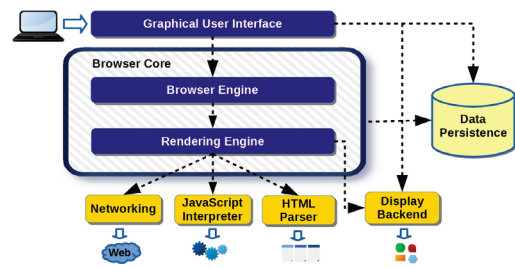 Graphical User Interface
Browser Core
Browser Engine
Rendering Engine
Data
Persistence
Networking
JavaScript
Interpreter
HTML
Parser
Display
Backend
Web